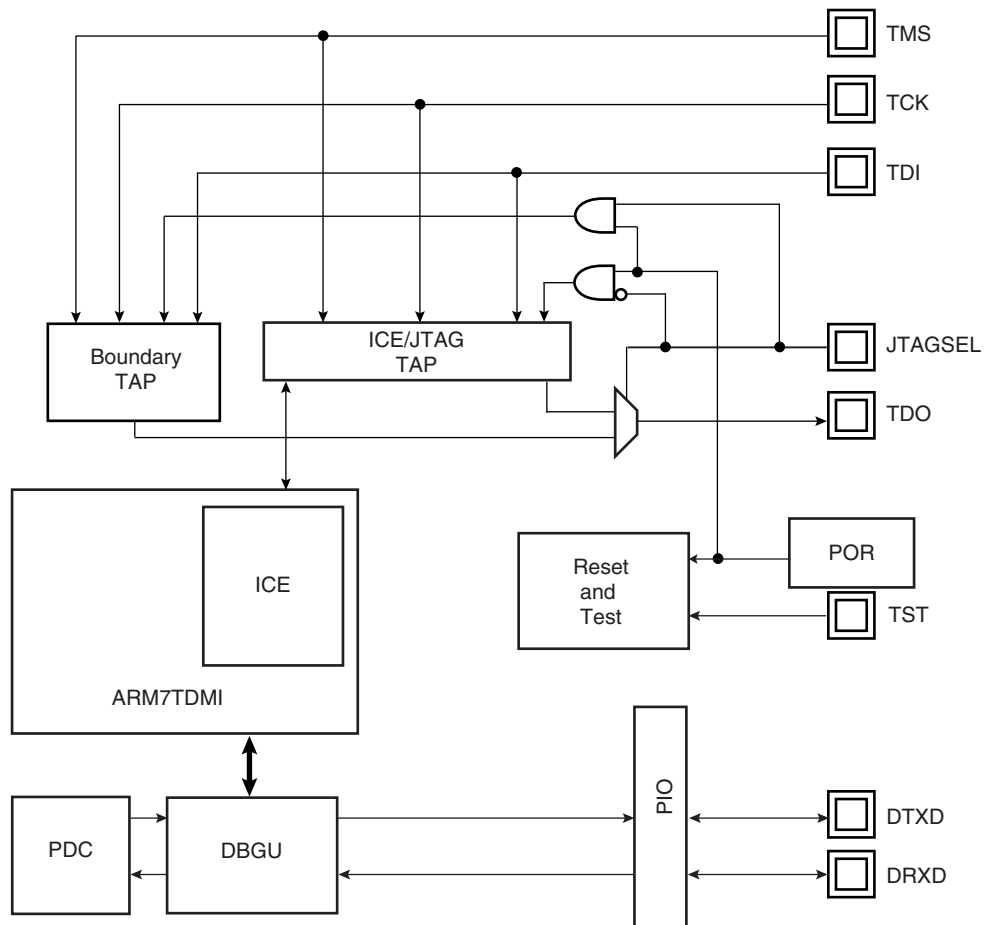 TMS
TCK
TDI
Boundary
TAP
ICE/JTAG
TAP
JTAGSEL
TDO
Reset
and
Test
POR
TST
ICE
ARM7TDMI
PDC
DBGU
PIO
DTXD
DRXD